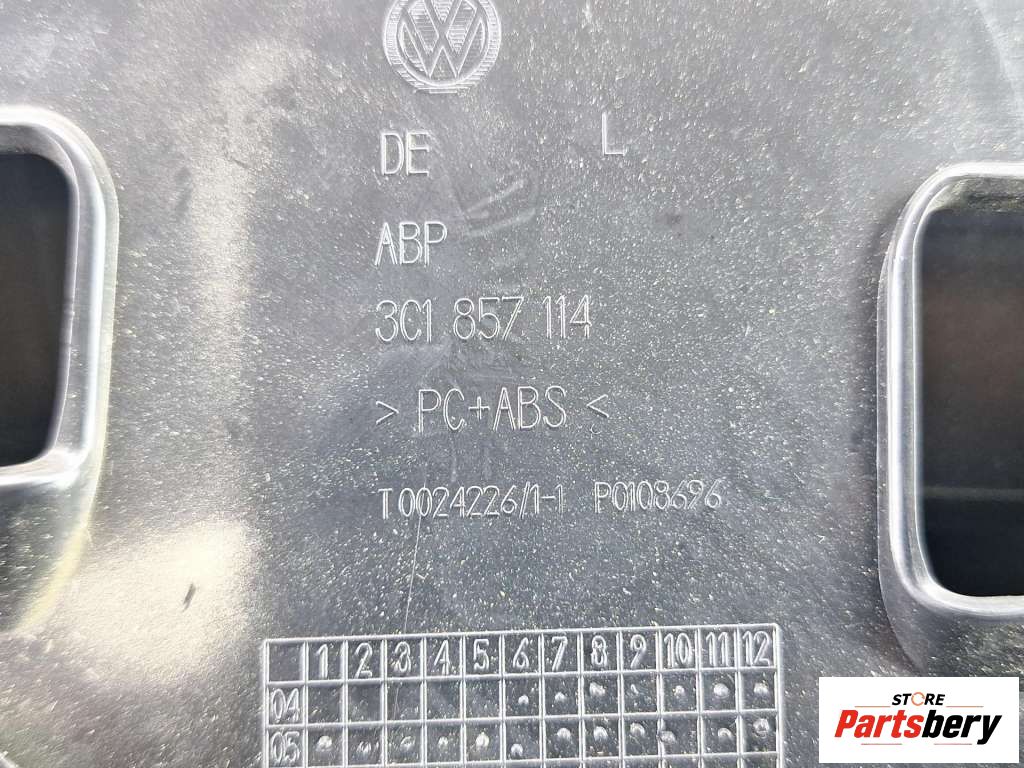 VW
DE L
ABP
3C1 857 114
> PC+ABS <
T0024226/1-1 P0108696
1 2 3 4 5 6 7 8 9 10 11 12
04
05
STORE
Partsbery